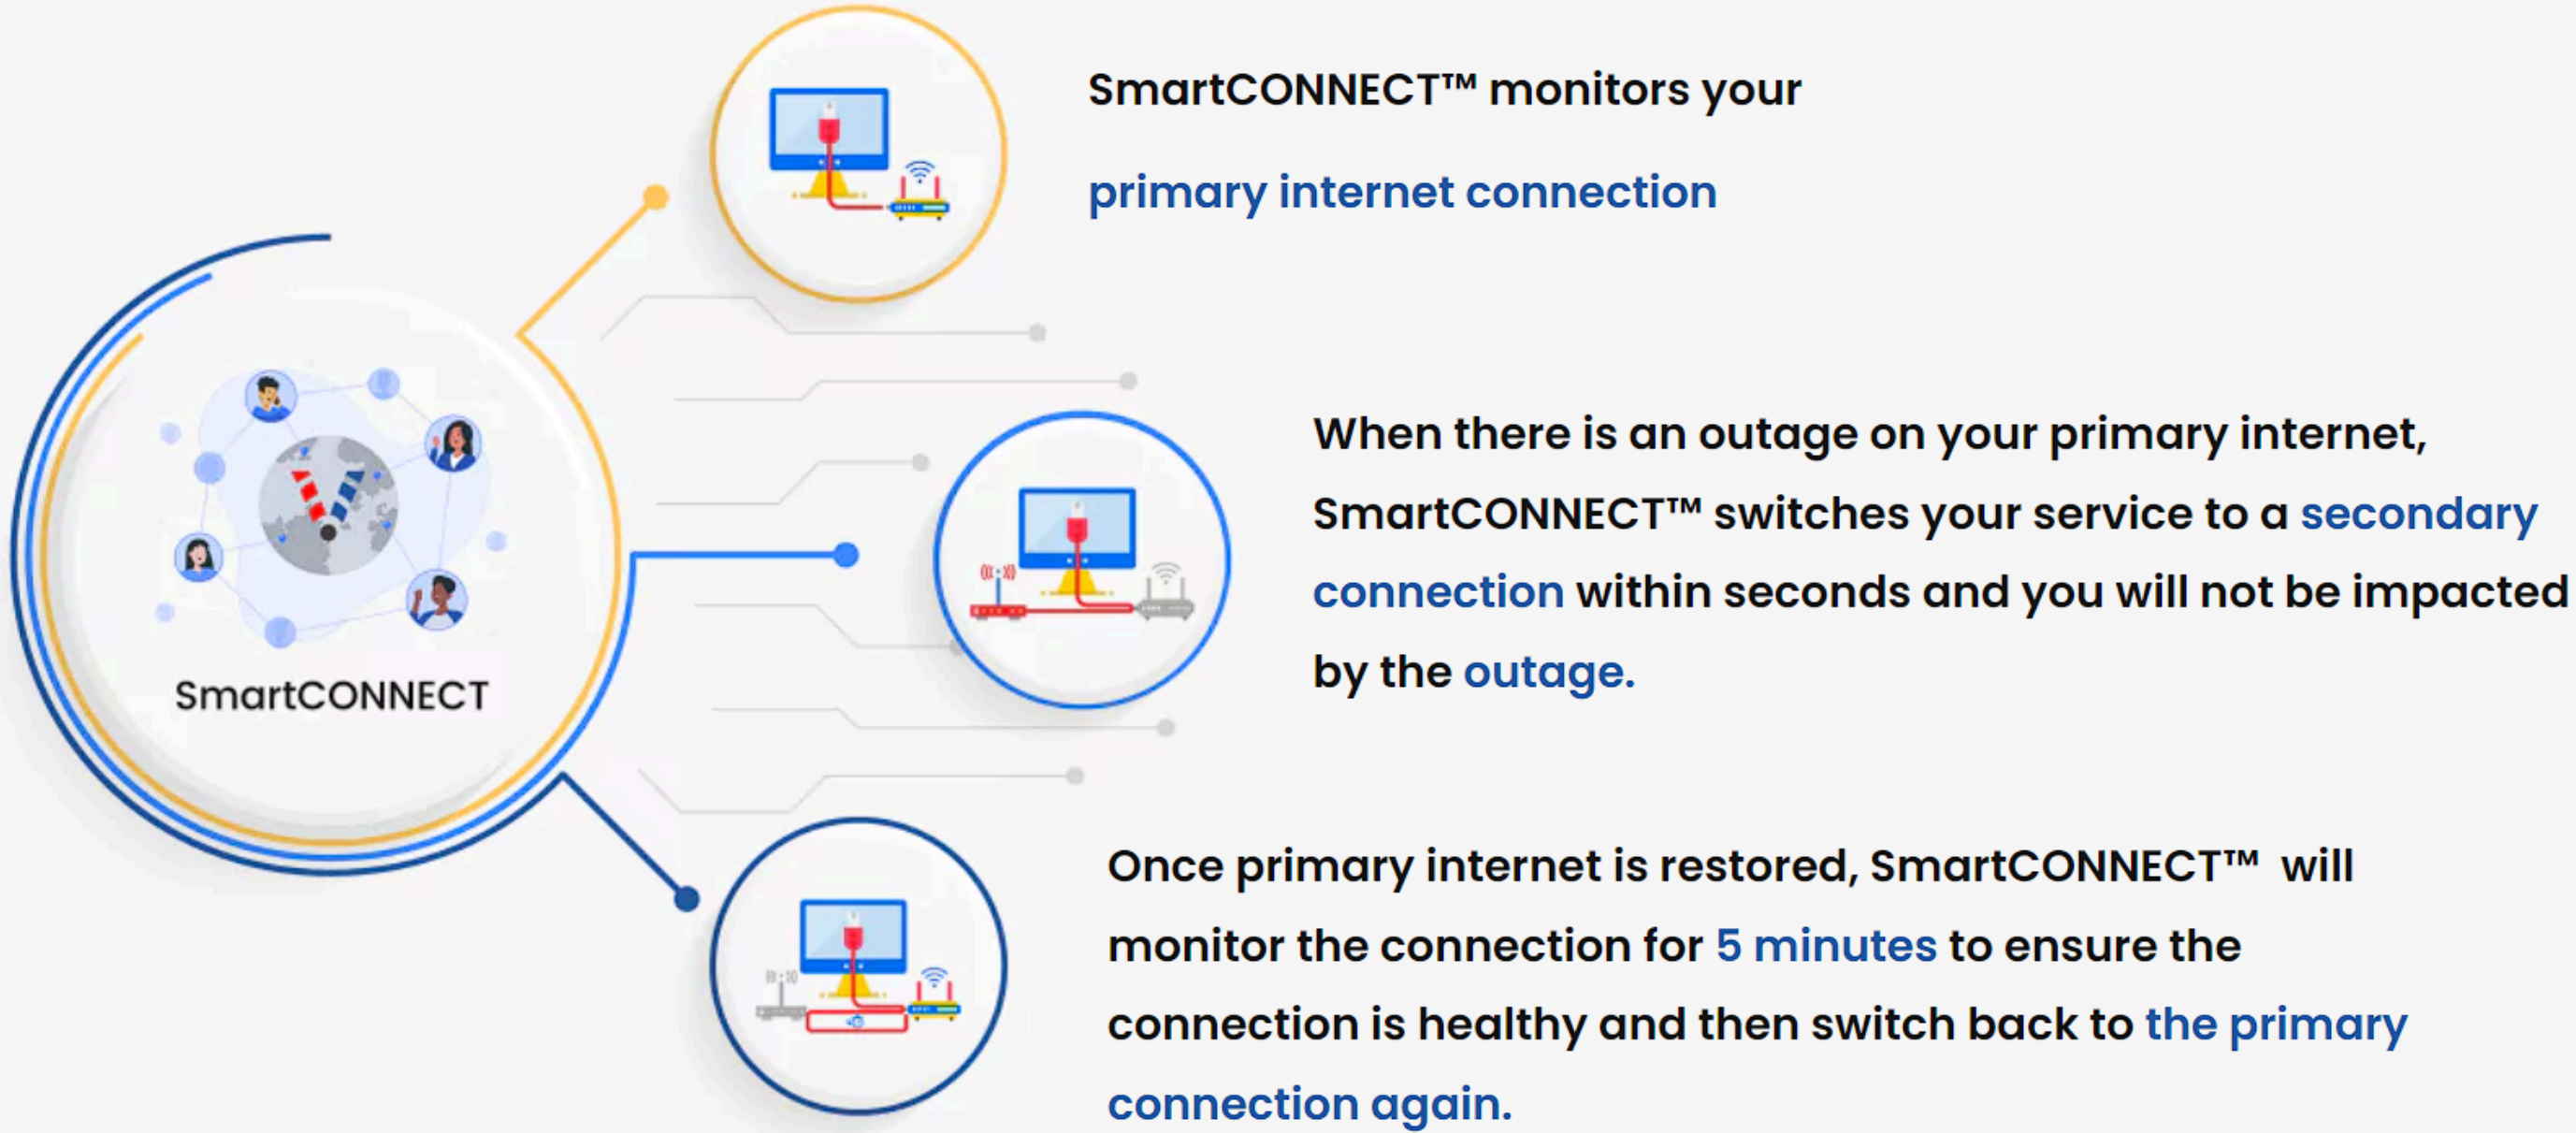 SmartCONNECT™ monitors your
primary internet connection
When there is an outage on your primary internet,
SmartCONNECT™ switches your service to a secondary
connection within seconds and you will not be impacted
by the outage.
SmartCONNECT
Once primary internet is restored, SmartCONNECT™ will
monitor the connection for 5 minutes to ensure the
connection is healthy and then switch back to the primary
connection again.